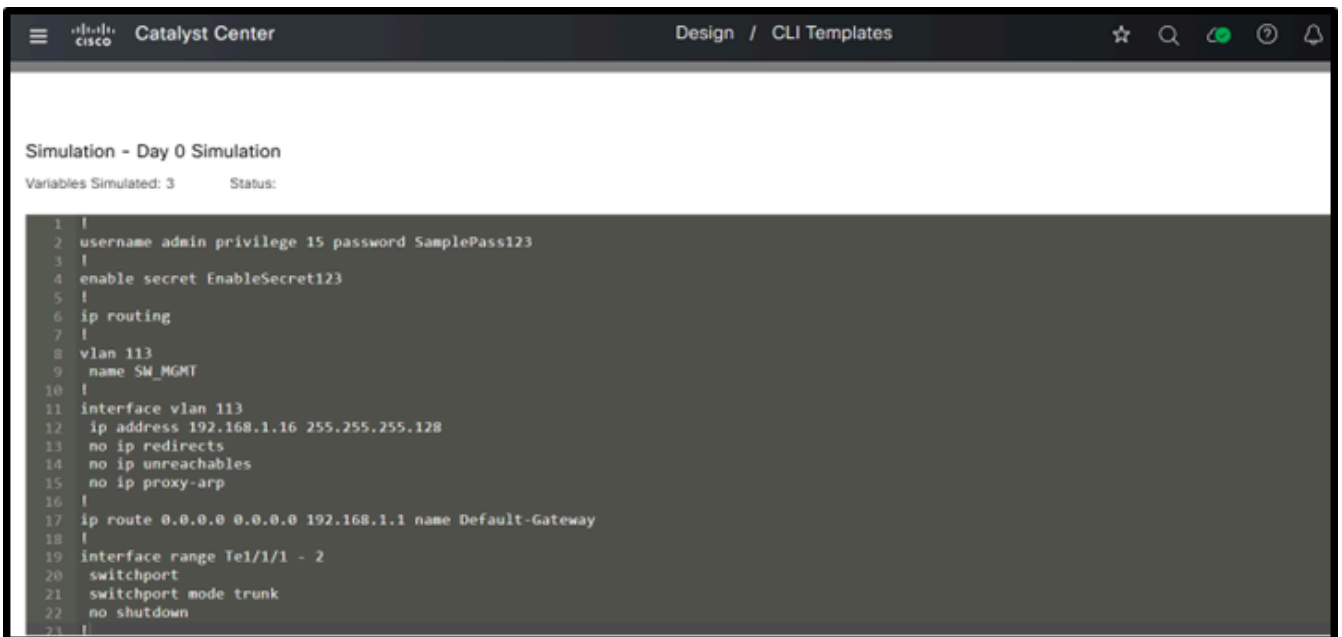 cisco Catalyst Center Design / CLI Templates
Simulation - Day 0 Simulation
Variables Simulated: 3 Status:
1 !
2 username admin privilege 15 password SamplePass123
3 !
4 enable secret EnableSecret123
5 !
6 ip routing
7 !
8 vlan 113
9 name SW_MGMT
10 !
11 interface vlan 113
12 ip address 192.168.1.16 255.255.255.128
13 no ip redirects
14 no ip unreachables
15 no ip proxy-arp
16 !
17 ip route 0.0.0.0 0.0.0.0 192.168.1.1 name Default-Gateway
18 !
19 interface range Te1/1/1 - 2
20 switchport
21 switchport mode trunk
22 no shutdown
23 !